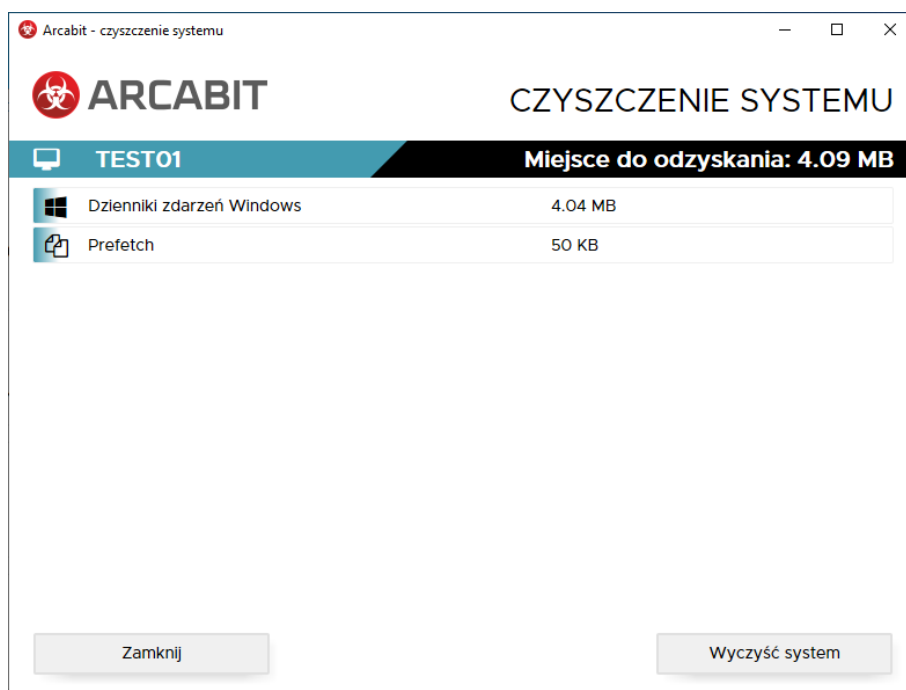 Arcabit - czyszczenie systemu
ARCABIT
CZYSZCZENIE SYSTEMU
TEST01 Miejsce do odzyskania: 4.09 MB
Dzienniki zdarzeń Windows 4.04 MB
Prefetch 50 KB
Zamknij Wyczyść system